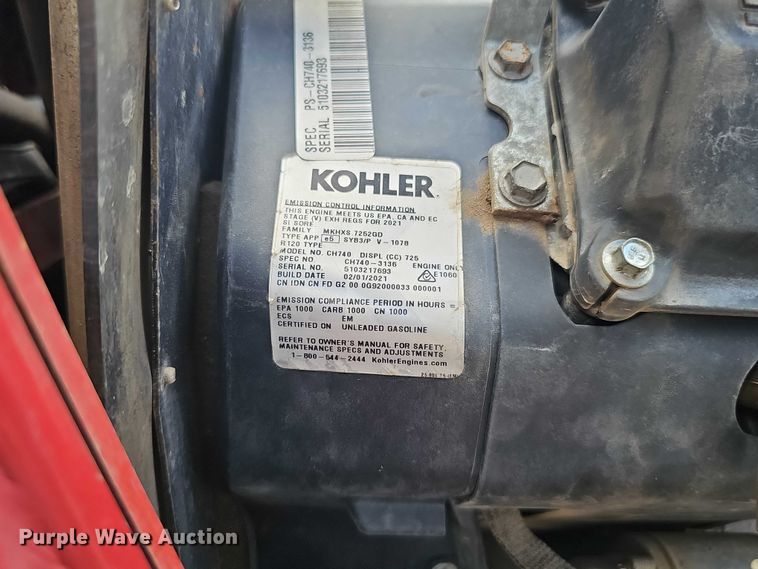 SPEC PS-CH740-3136
SERIAL 5103217693
KOHLER
EMISSION CONTROL INFORMATION
THIS ENGINE MEETS US EPA, CA AND EC
STAGE (V) EXH REGS FOR 2021
SI SORE
FAMILY MKHXS.7252GD
TYPE APP e5 SYB3/P V-1078
R120 TYPE
MODEL NO. CH740 DISPL (CC) 725
SPEC NO. CH740-3136 ENGINE ONLY
SERIAL NO. 5103217693 E1060
BUILD DATE 02/01/2021
CN IDN CN FD G2 00 0G92000033 000001
EMISSION COMPLIANCE PERIOD IN HOURS =
EPA 1000 CARB 1000 CN 1000
ECS EM
CERTIFIED ON UNLEADED GASOLINE
REFER TO OWNER'S MANUAL FOR SAFETY,
MAINTENANCE SPECS AND ADJUSTMENTS
1-800-544-2444 KohlerEngines.com
Purple Wave Auction